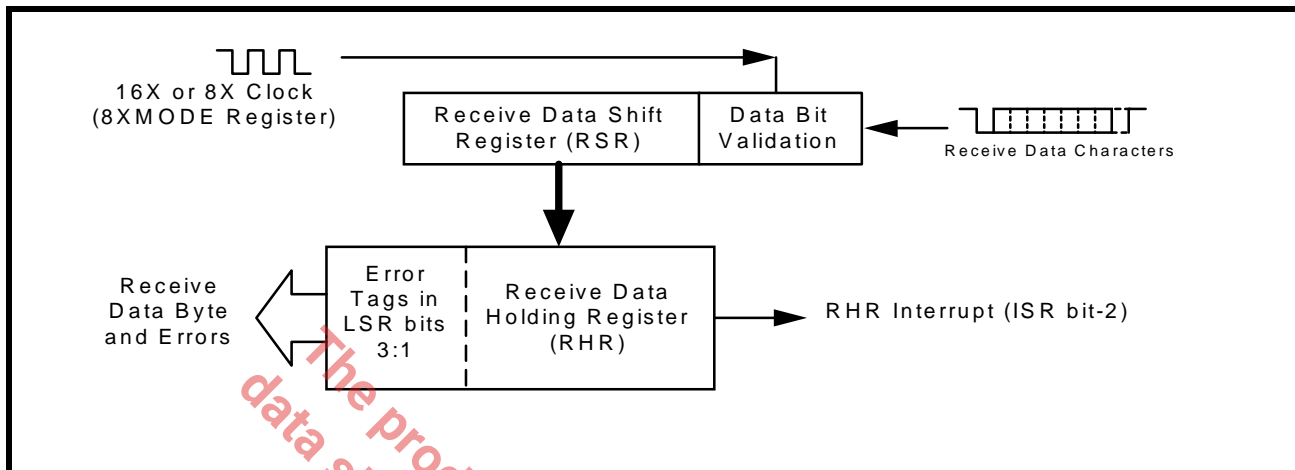 16X or 8X Clock
(8XMODE Register)
Receive Data Shift
Register (RSR)
Data Bit
Validation
Receive Data Characters
Receive
Data Byte
and Errors
Error
Tags in
LSR bits
3:1
Receive Data
Holding Register
(RHR)
RHR Interrupt (ISR bit-2)
The prod
data s